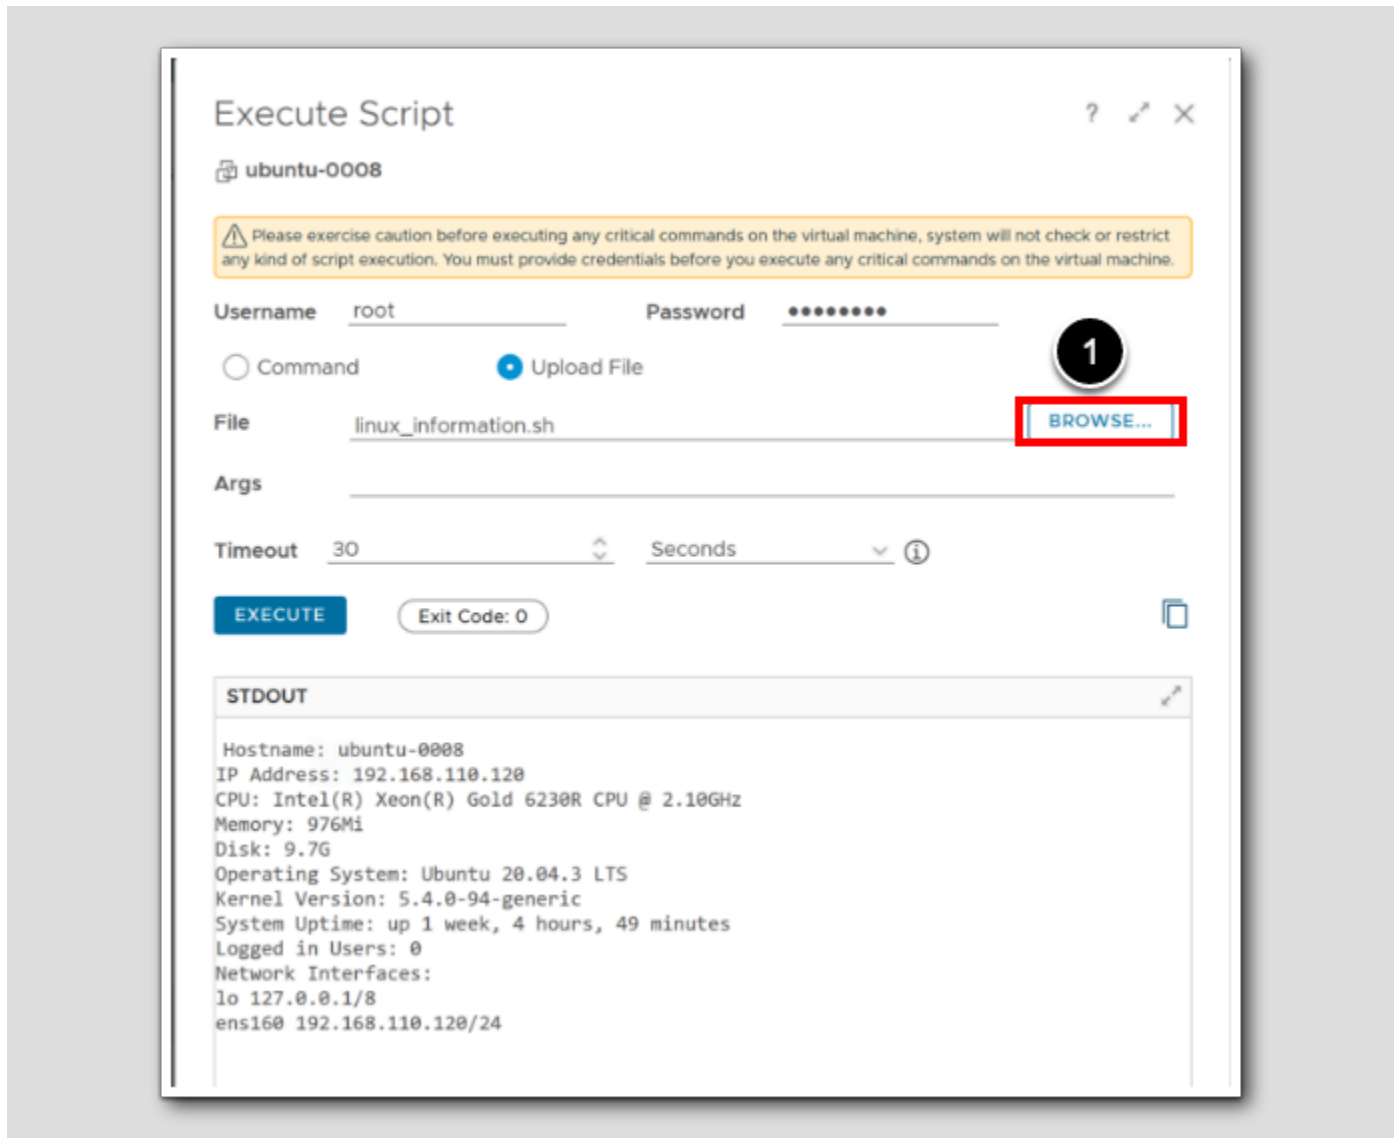 Execute Script ?
ubuntu-0008
Please exercise caution before executing any critical commands on the virtual machine, system will not check or restrict
any kind of script execution. You must provide credentials before you execute any critical commands on the virtual machine.
Username root Password ●●●●●●●●
1
Command Upload File
File linux_information.sh BROWSE...
Args
Timeout 30 Seconds
EXECUTE Exit Code: 0
STDOUT
Hostname: ubuntu-0008
IP Address: 192.168.110.120
CPU: Intel(R) Xeon(R) Gold 6230R CPU @ 2.10GHz
Memory: 976Mi
Disk: 9.7G
Operating System: Ubuntu 20.04.3 LTS
Kernel Version: 5.4.0-94-generic
System Uptime: up 1 week, 4 hours, 49 minutes
Logged in Users: 0
Network Interfaces:
lo 127.0.0.1/8
ens160 192.168.110.120/24